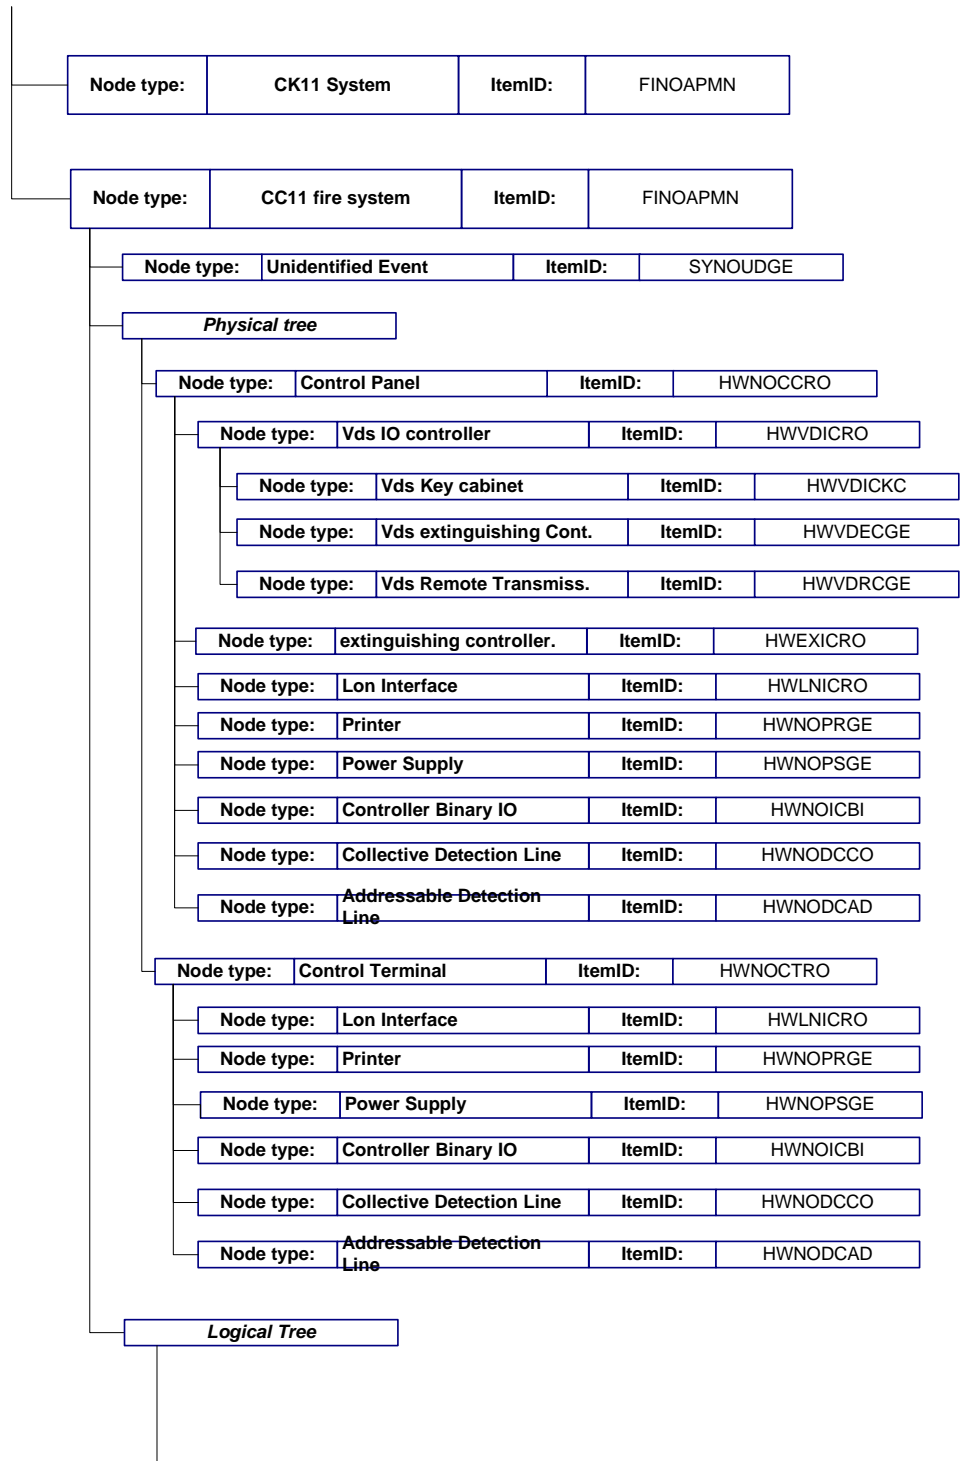 Node type: CK11 System ItemID: FINOAPMN
Node type: CC11 fire system ItemID: FINOAPMN
Node type: Unidentified Event ItemID: SYNOUDGE
Physical tree
Node type: Control Panel ItemID: HWNOCCRO
Node type: Vds IO controller ItemID: HWVDICRO
Node type: Vds Key cabinet ItemID: HWVDICKC
Node type: Vds extinguishing Cont. ItemID: HWVDECGE
Node type: Vds Remote Transmiss. ItemID: HWVDRCGE
Node type: extinguishing controller. ItemID: HWEXICRO
Node type: Lon Interface ItemID: HWLNICRO
Node type: Printer ItemID: HWNOPRGE
Node type: Power Supply ItemID: HWNOPSGE
Node type: Controller Binary IO ItemID: HWNOICBI
Node type: Collective Detection Line ItemID: HWNODCCO
Node type: Addressable Detection
Line ItemID: HWNODCAD
Node type: Control Terminal ItemID: HWNOCTRO
Node type: Lon Interface ItemID: HWLNICRO
Node type: Printer ItemID: HWNOPRGE
Node type: Power Supply ItemID: HWNOPSGE
Node type: Controller Binary IO ItemID: HWNOICBI
Node type: Collective Detection Line ItemID: HWNODCCO
Node type: Addressable Detection
Line ItemID: HWNODCAD
Logical Tree